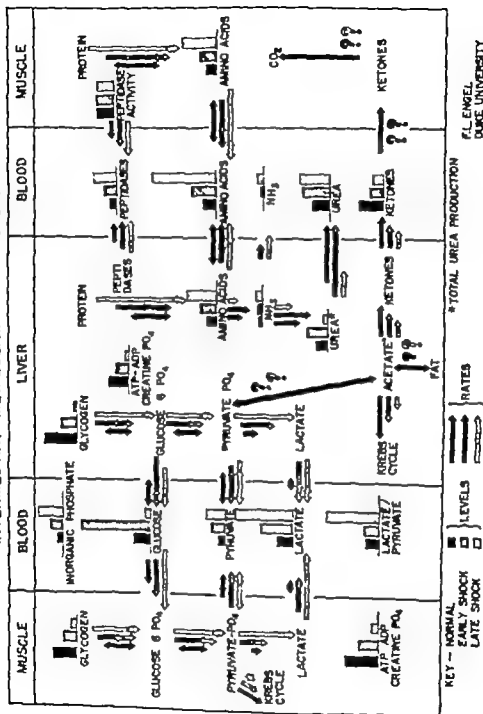 MUSCLE
GLYCOGEN
GLUCOSE 6 PO4
PYRUVATE-PO4
KREBS
CYCLE
LACTATE
ATP ADP
CREATINE PO4
BLOOD
INORGANIC PHOSPHATE
GLUCOSE
PYRUVATE
LACTATE
LACTATE/
PYRUVATE
LIVER
GLYCOGEN
GLUCOSE 6 PO4
PYRUVATE PO4
LACTATE
ATP-ADP
CREATINE PO4
PROTEIN
PEPTI
DASES
AMINO ACIDS
NH3
UREA*
? ?
KREBS
CYCLE
ACETATE
KETONES
??
FAT
BLOOD
PEPTIDASES
AMINO ACIDS
NH3
UREA
KETONES
MUSCLE
PROTEIN
PEPTIDASE
ACTIVITY
AMINO ACIDS
CO2
??
??
KETONES
KEY - NORMAL
EARLY SHOCK
LATE SHOCK
LEVELS
RATES
*TOTAL UREA PRODUCTION
F.L. ENGEL
DUKE UNIVERSITY